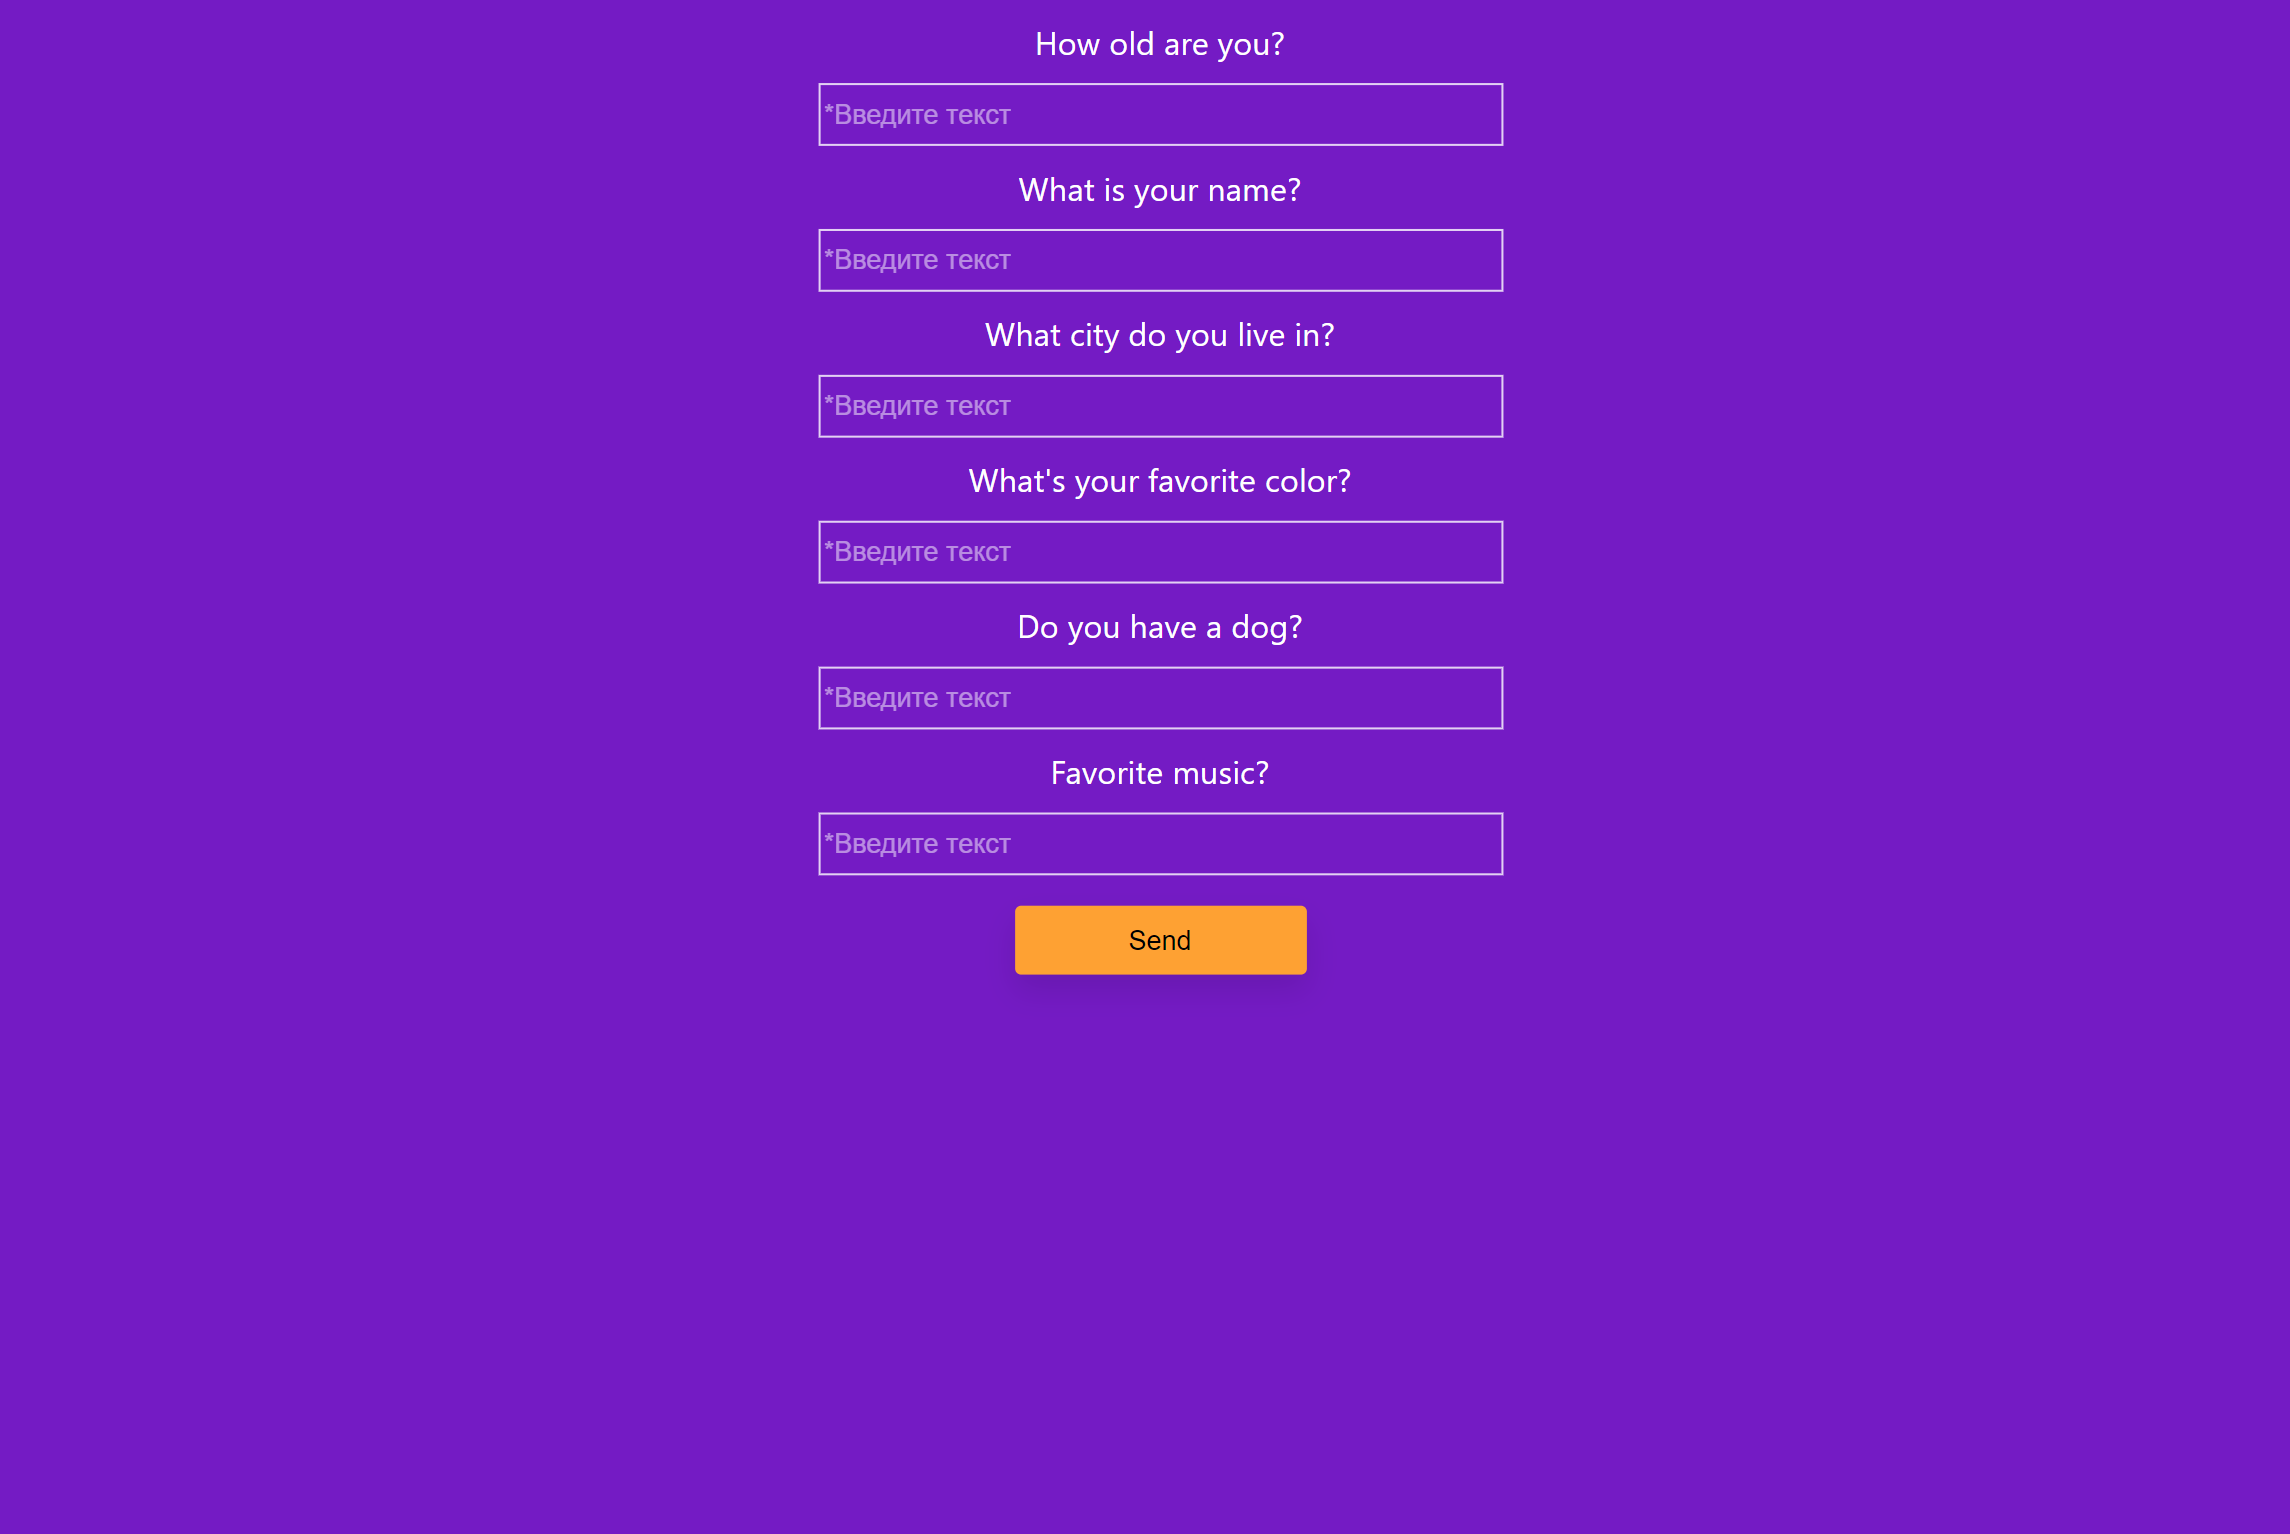 How old are you?
*Введите текст
What is your name?
*Введите текст
What city do you live in?
*Введите текст
What's your favorite color?
*Введите текст
Do you have a dog?
*Введите текст
Favorite music?
*Введите текст
Send